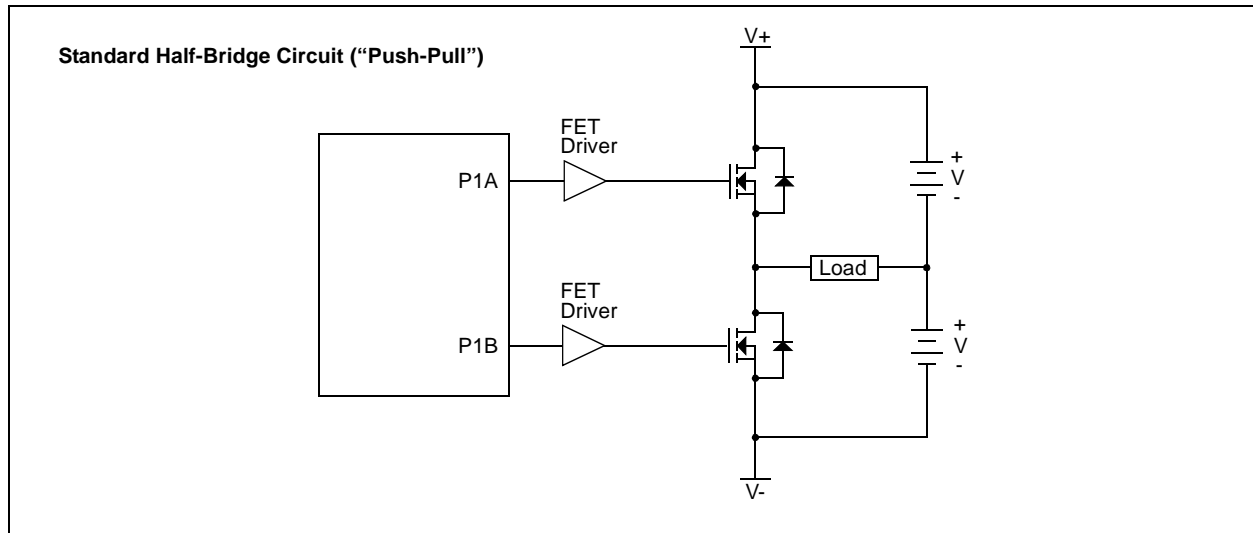 Standard Half-Bridge Circuit (“Push-Pull”)
V+
FET
Driver
P1A
+
V
-
Load
FET
Driver
P1B
+
V
-
V-